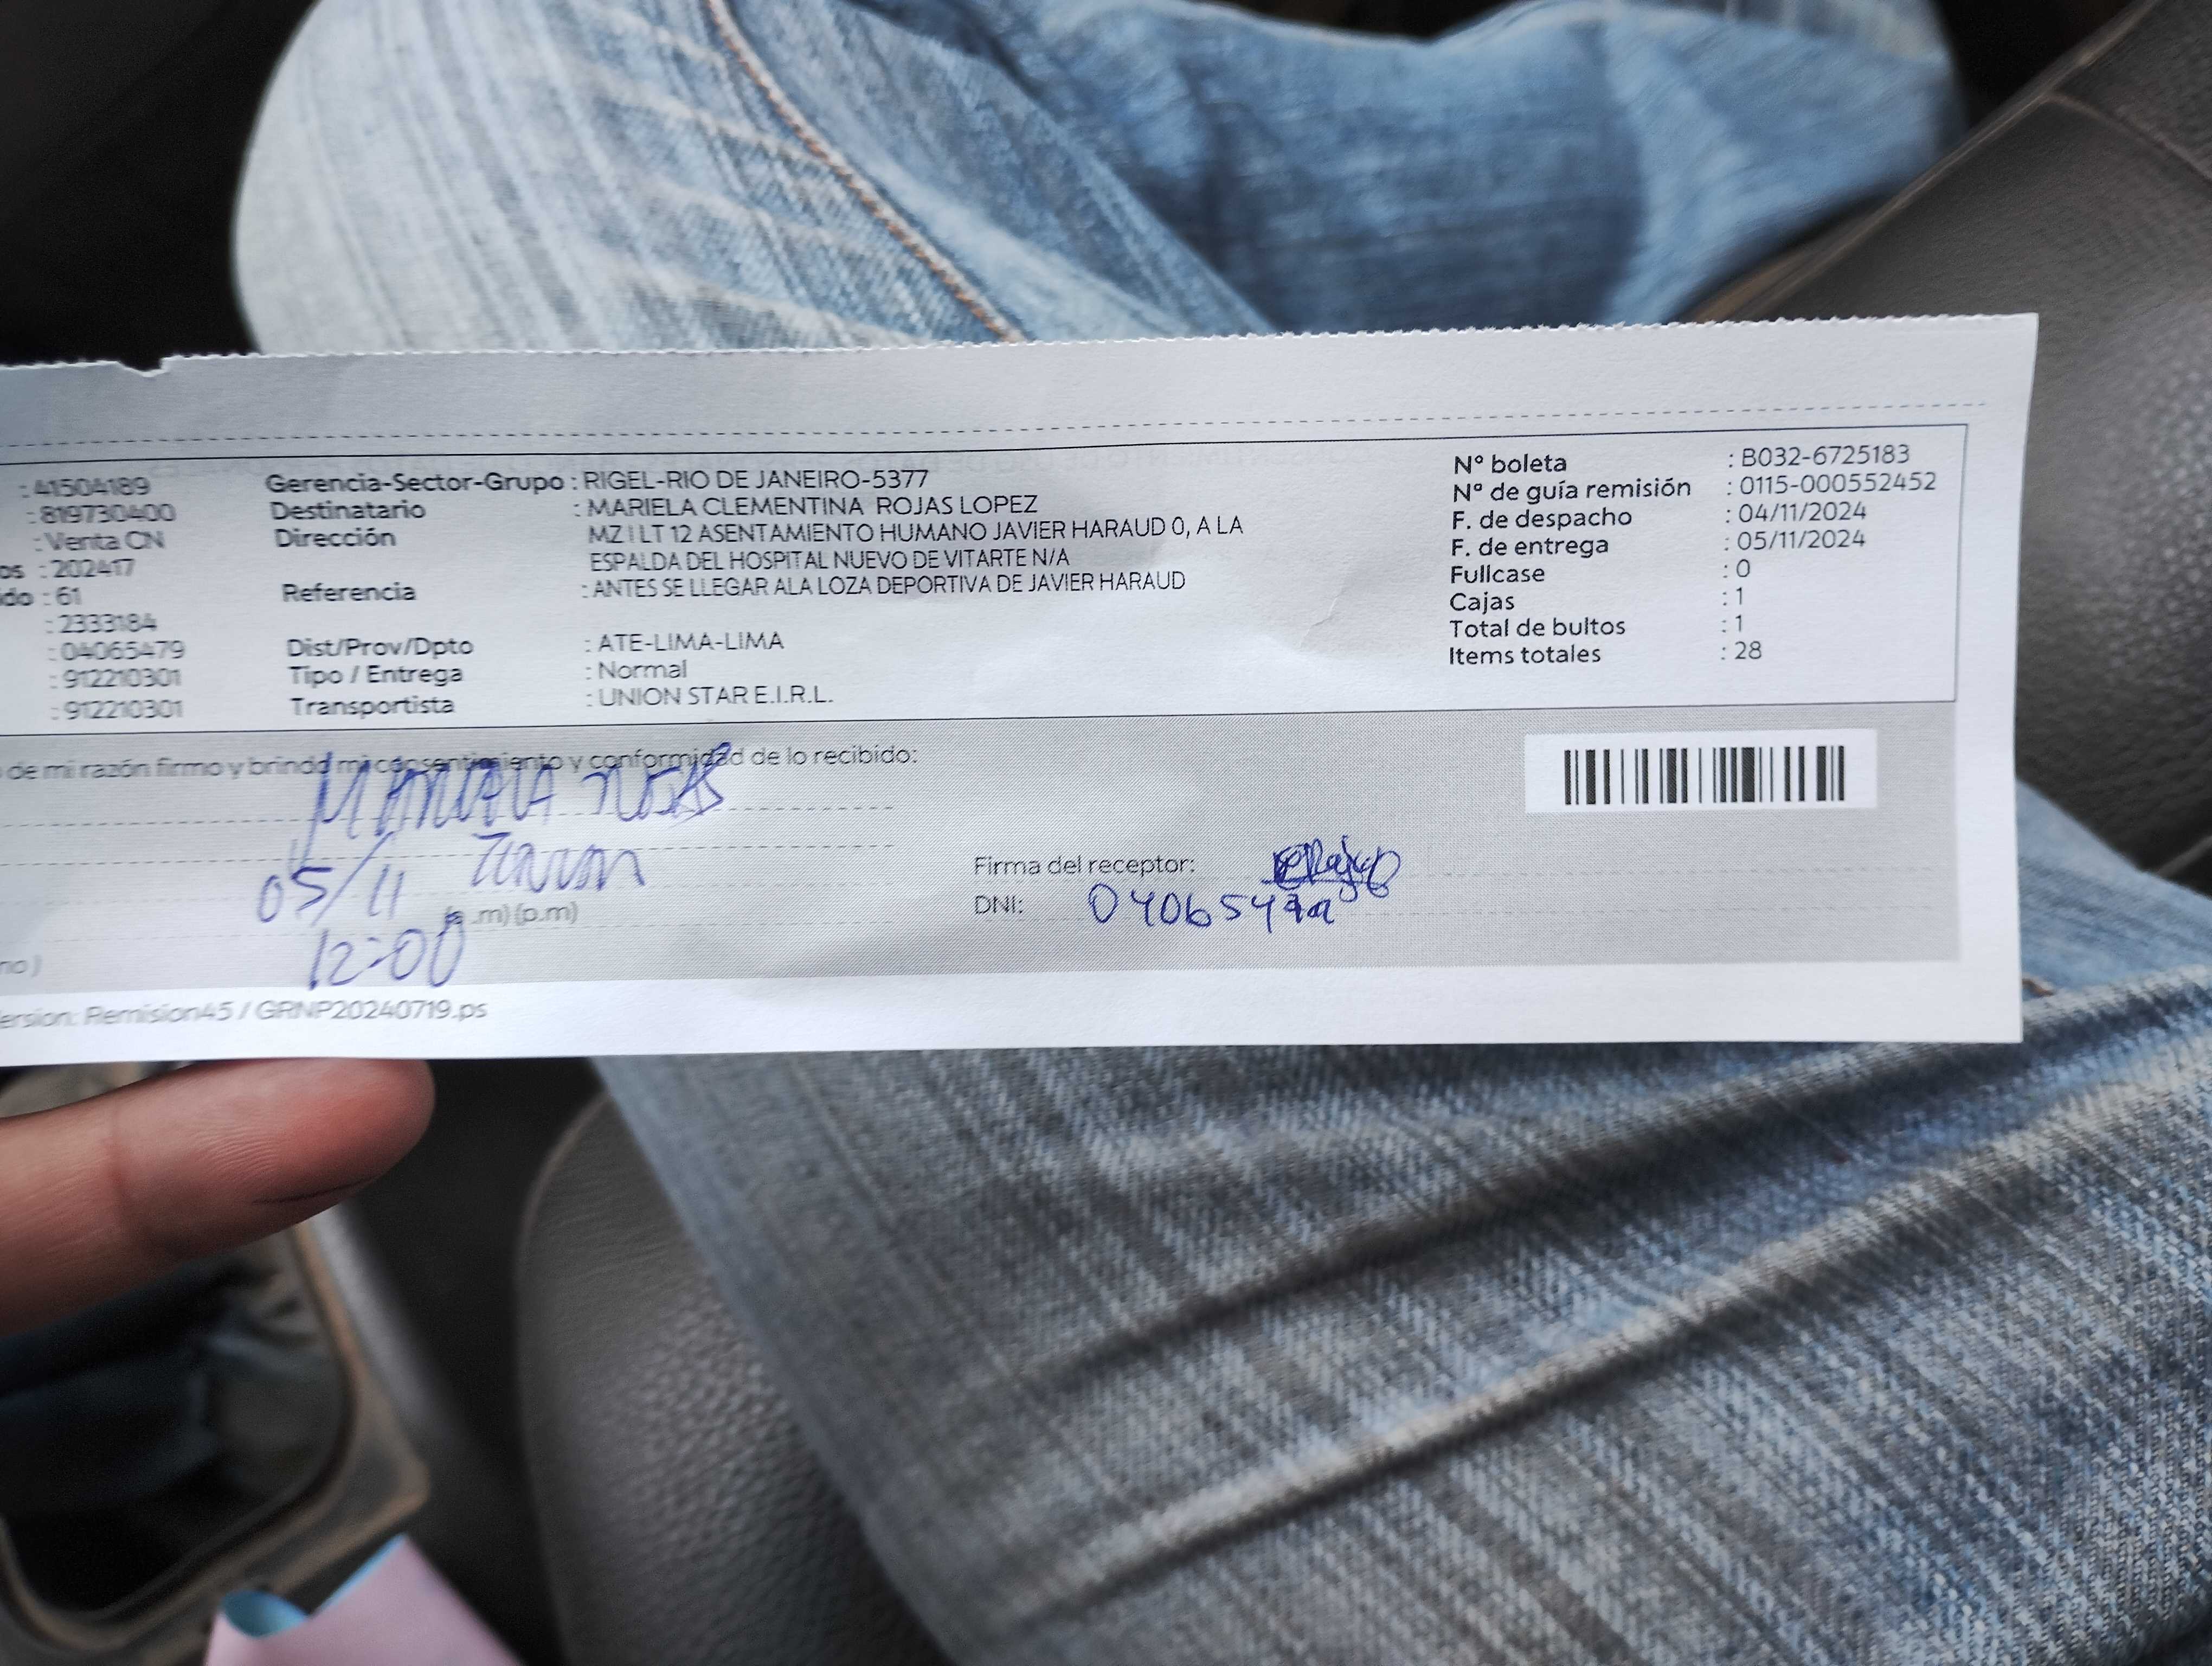 : 41504189
: 819730400
: Venta CN
os : 202417
do : 61
: 2333184
: 04065479
: 912210301
: 912210301
Gerencia-Sector-Grupo : RIGEL-RIO DE JANEIRO-5377
Destinatario : MARIELA CLEMENTINA ROJAS LOPEZ
Dirección MZ I LT 12 ASENTAMIENTO HUMANO JAVIER HARAUD 0, A LA
ESPALDA DEL HOSPITAL NUEVO DE VITARTE N/A
Referencia : ANTES SE LLEGAR ALA LOZA DEPORTIVA DE JAVIER HARAUD
Dist/Prov/Dpto : ATE-LIMA-LIMA
Tipo / Entrega : Normal
Transportista : UNION STAR E.I.R.L.
N° boleta : B032-6725183
N° de guía remisión : 0115-000552452
F. de despacho : 04/11/2024
F. de entrega : 05/11/2024
Fullcase : 0
Cajas : 1
Total de bultos : 1
Items totales : 28
de mi razón firmo y brindo mi consentimiento y conformidad de lo recibido:
05/11
(a.m)(p.m)
12:00
Firma del receptor:
DNI: 0406547
no)
ersion: Remision45 / GRNP20240719.ps